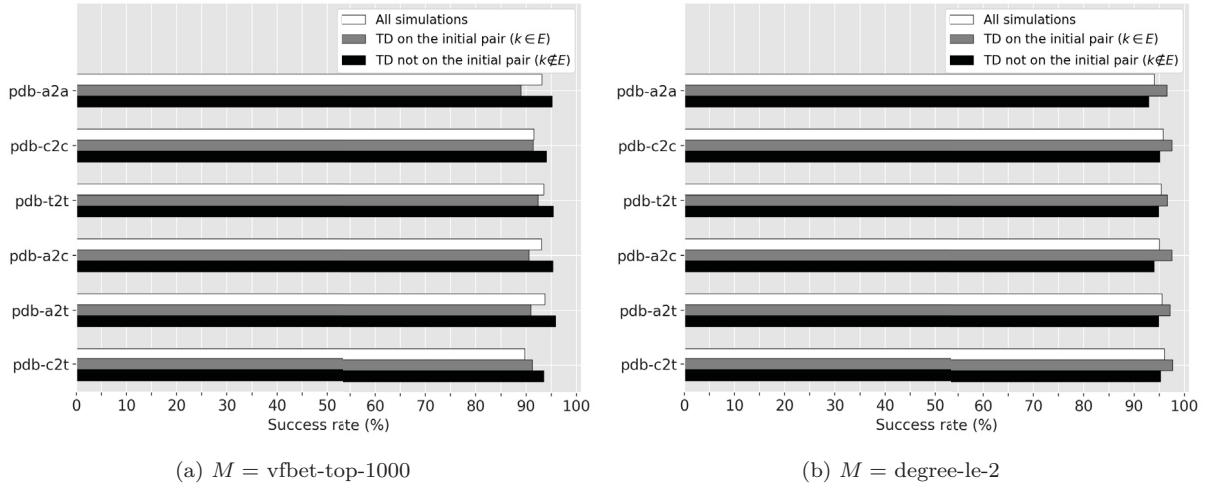 All simulations
TD on the initial pair (k ∈ E)
TD not on the initial pair (k∉E)
pdb-a2a
pdb-c2c
pdb-t2t
pdb-a2c
pdb-a2t
pdb-c2t
0 10 20 30 40 50 60 70 80 90 100
Success rate (%)
(a) M = vfbet-top-1000
All simulations
TD on the initial pair (k ∈ E)
TD not on the initial pair (k∉E)
pdb-a2a
pdb-c2c
pdb-t2t
pdb-a2c
pdb-a2t
pdb-c2t
0 10 20 30 40 50 60 70 80 90 100
Success rate (%)
(b) M = degree-le-2